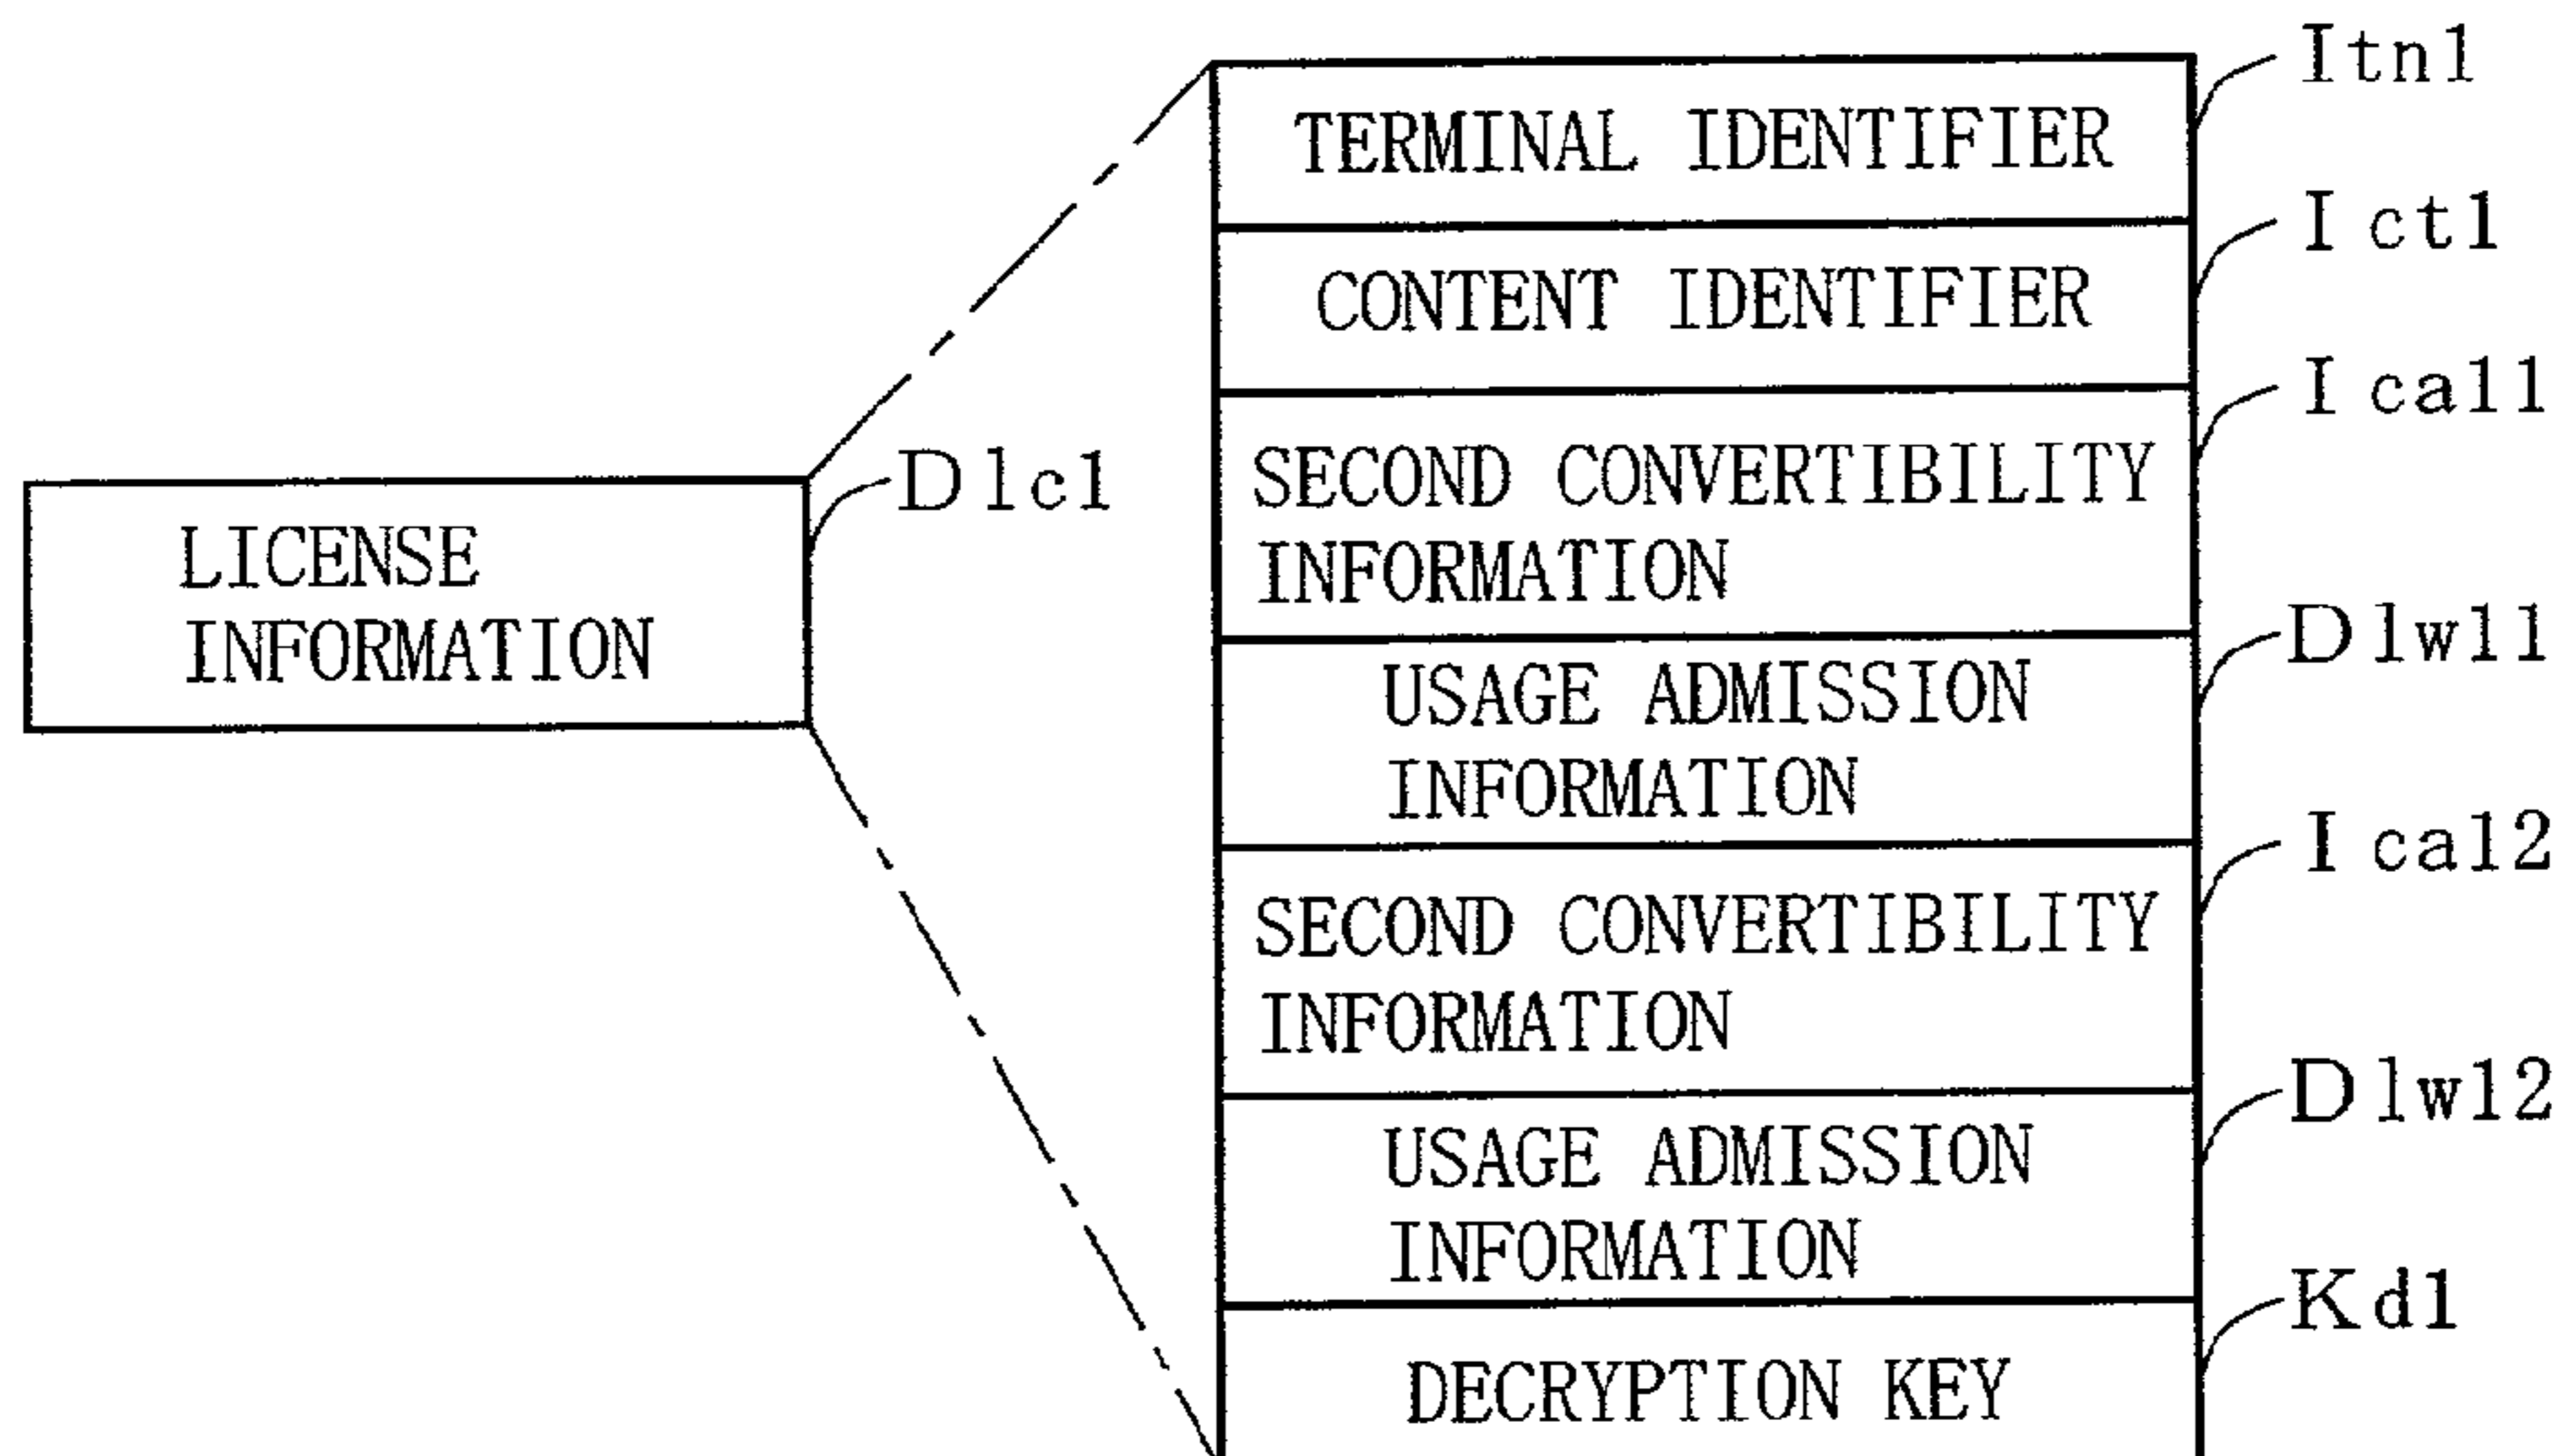 Itn1
TERMINAL IDENTIFIER
Ict1
CONTENT IDENTIFIER
Ica11
SECOND CONVERTIBILITY
INFORMATION
Dlc1
LICENSE
INFORMATION
Dlw11
USAGE ADMISSION
INFORMATION
Ica12
SECOND CONVERTIBILITY
INFORMATION
Dlw12
USAGE ADMISSION
INFORMATION
Kd1
DECRYPTION KEY